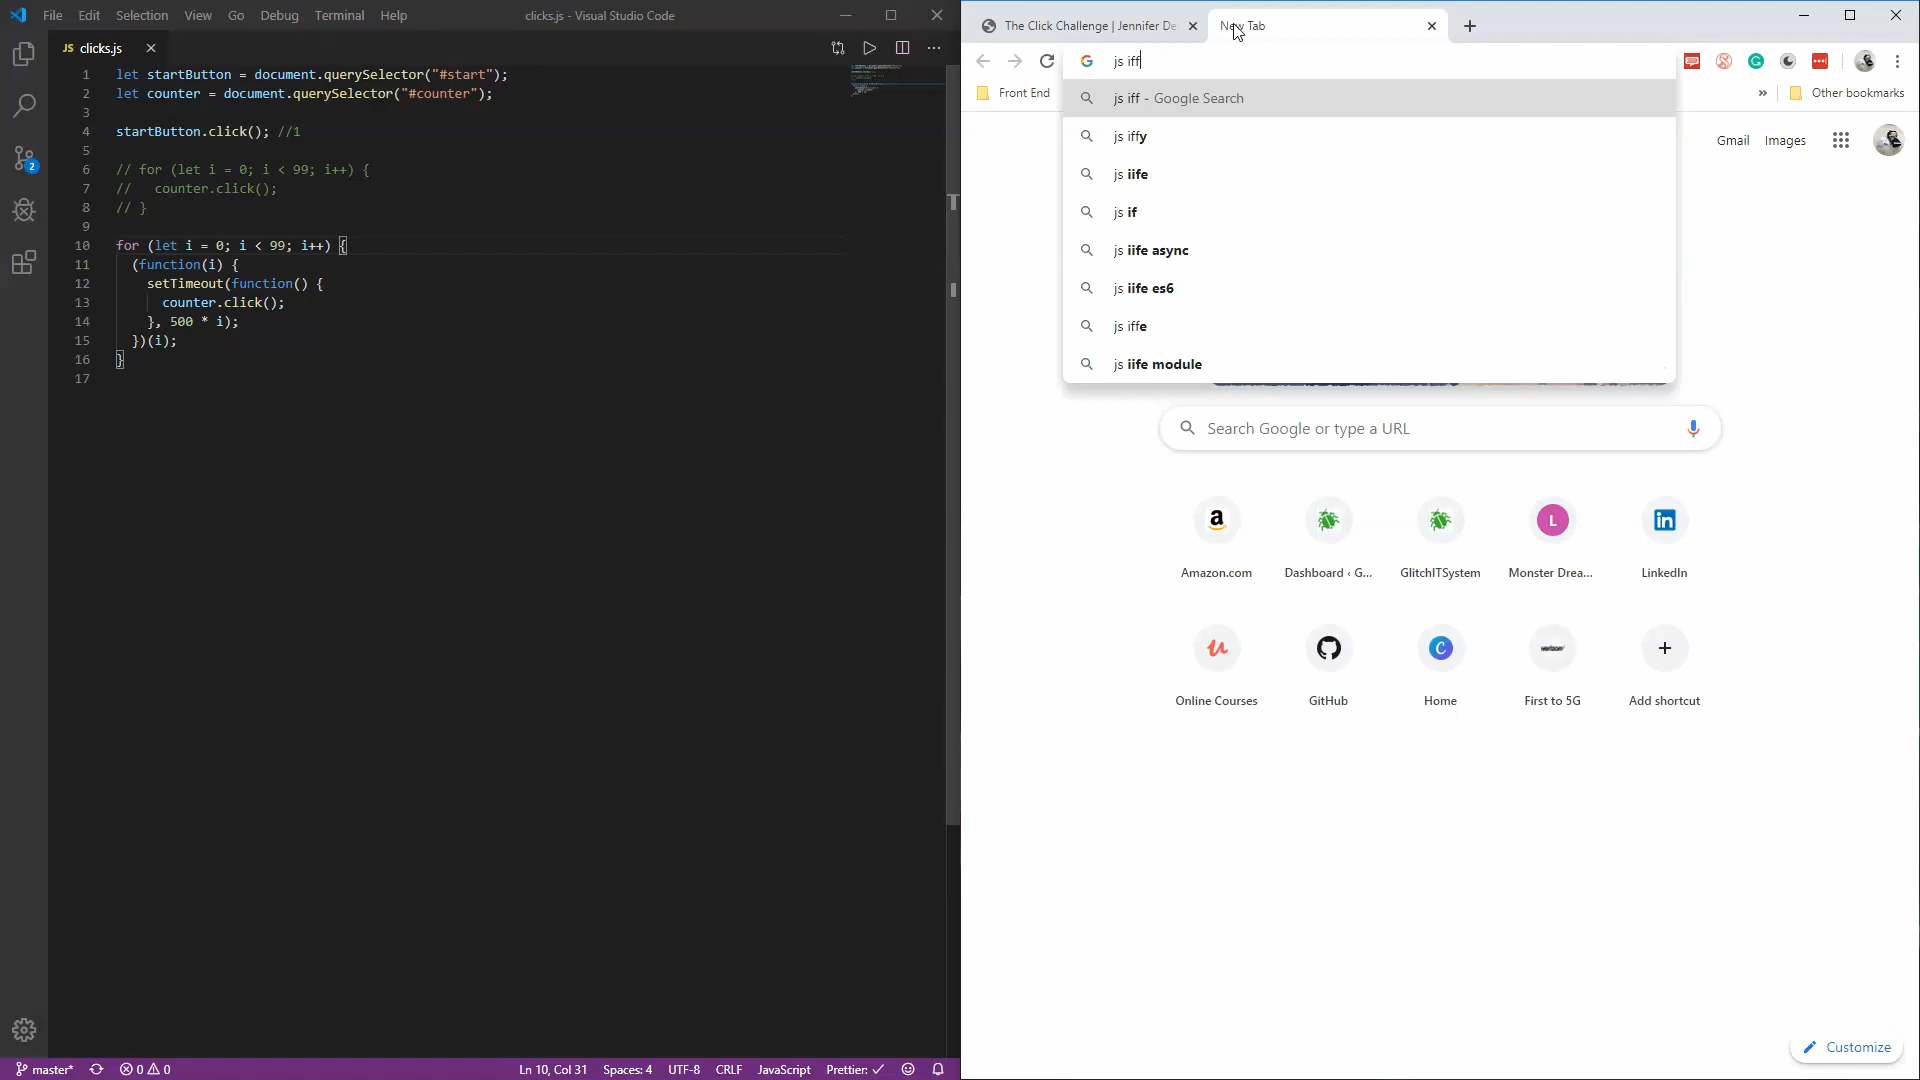 File Edit Selection View Go Debug Terminal Help
clicks.js - Visual Studio Code
JS clicks.js
1 let startButton = document.querySelector("#start");
2 let counter = document.querySelector("#counter");
3
4 startButton.click(); //1
5
6 // for (let i = 0; i < 99; i++) {
7 //   counter.click();
8 // }
9
10 for (let i = 0; i < 99; i++) {
11   (function(i) {
12     setTimeout(function() {
13       counter.click();
14     }, 500 * i);
15   })(i);
16 }
17
2
master* 0 0 Ln 10, Col 31 Spaces: 4 UTF-8 CRLF JavaScript Prettier: ✓
The Click Challenge | Jennifer De
New Tab
js iff
Front End
» Other bookmarks
js iff - Google Search
js iffy
js iife
js if
js iife async
js iife es6
js iffe
js iife module
Gmail Images
Search Google or type a URL
a L in
Amazon.com Dashboard ‹ G... GlitchITSystem Monster Drea... LinkedIn
u C verizon +
Online Courses GitHub Home First to 5G Add shortcut
Customize